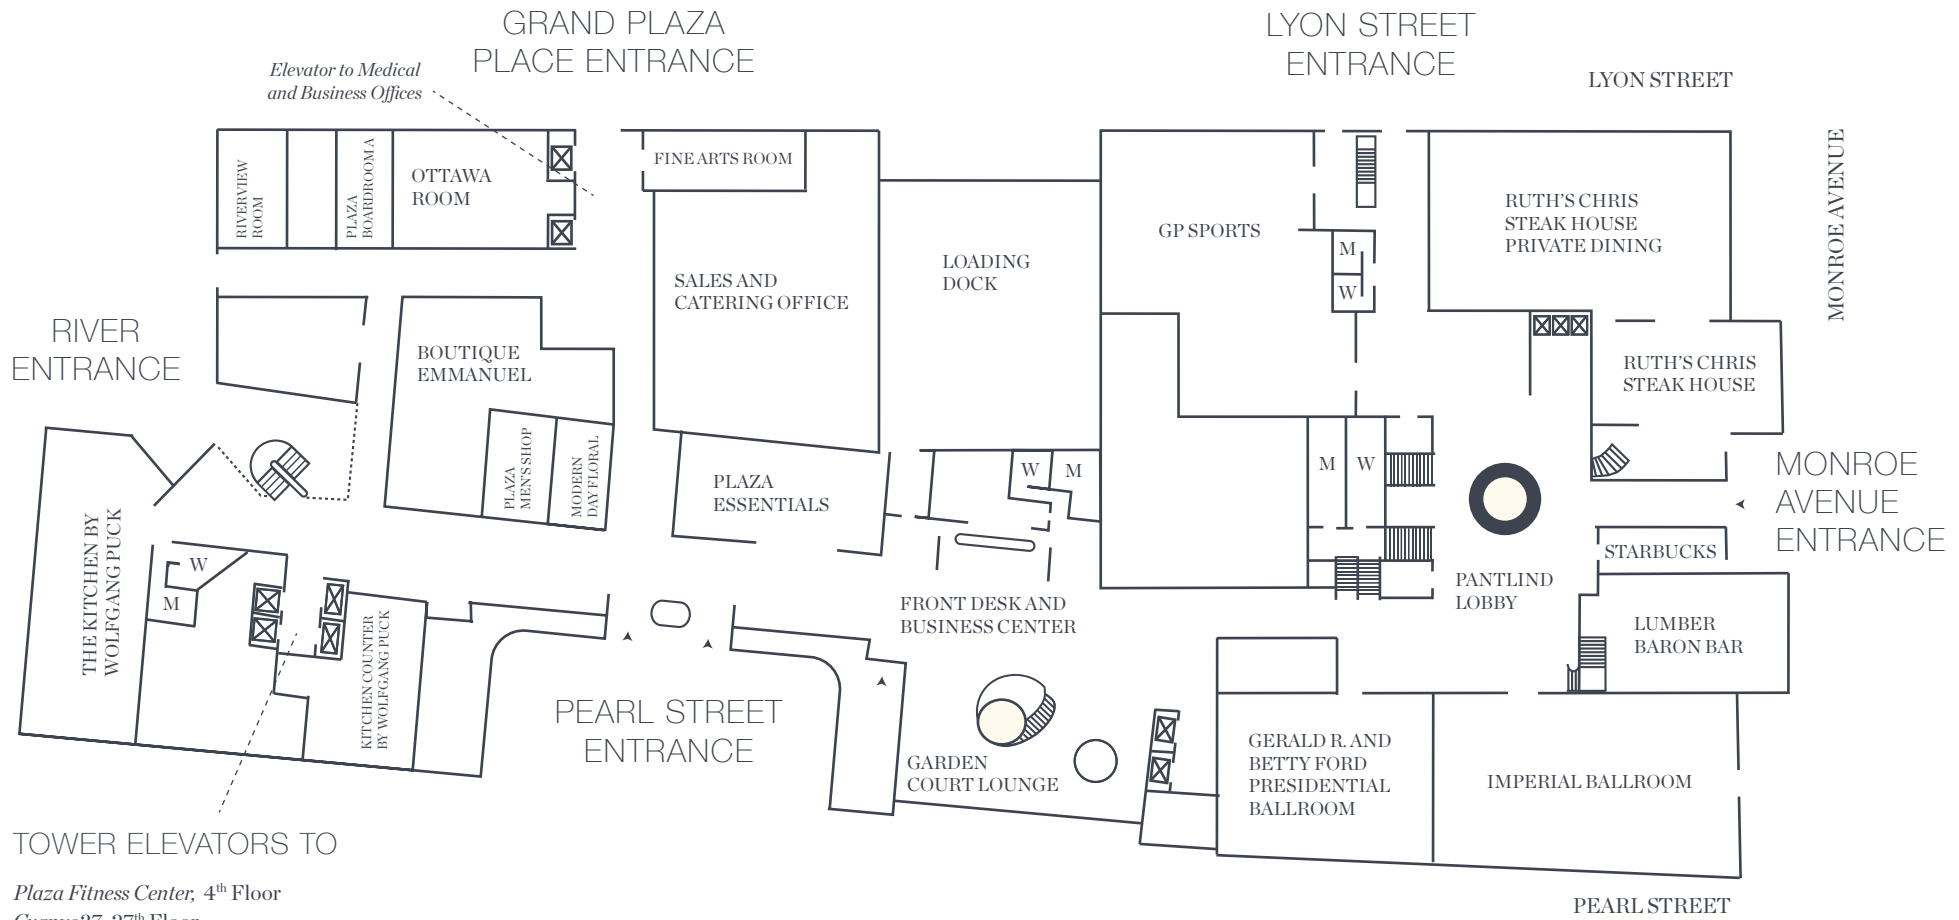 GRAND PLAZA
PLACE ENTRANCE
LYON STREET
ENTRANCE
LYON STREET
Elevator to Medical
and Business Offices
MONROE AVENUE
RIVERVIEW
ROOM
PLAZA
BOARDROOM A
OTTAWA
ROOM
FINE ARTS ROOM
SALES AND
CATERING OFFICE
LOADING
DOCK
GP SPORTS
M
W
RUTH'S CHRIS
STEAK HOUSE
PRIVATE DINING
RUTH'S CHRIS
STEAK HOUSE
RIVER
ENTRANCE
BOUTIQUE
EMMANUEL
PLAZA
MEN'S SHOP
MODERN
DAY FLORAL
PLAZA
ESSENTIALS
W
M
M
W
MONROE
AVENUE
ENTRANCE
THE KITCHEN BY
WOLFGANG PUCK
W
M
STARBUCKS
PANTLIND
LOBBY
FRONT DESK AND
BUSINESS CENTER
LUMBER
BARON BAR
KITCHEN COUNTER
BY WOLFGANG PUCK
PEARL STREET
ENTRANCE
GARDEN
COURT LOUNGE
GERALD R. AND
BETTY FORD
PRESIDENTIAL
BALLROOM
IMPERIAL BALLROOM
TOWER ELEVATORS TO
Plaza Fitness Center, 4th Floor
27, 27th Floor
PEARL STREET